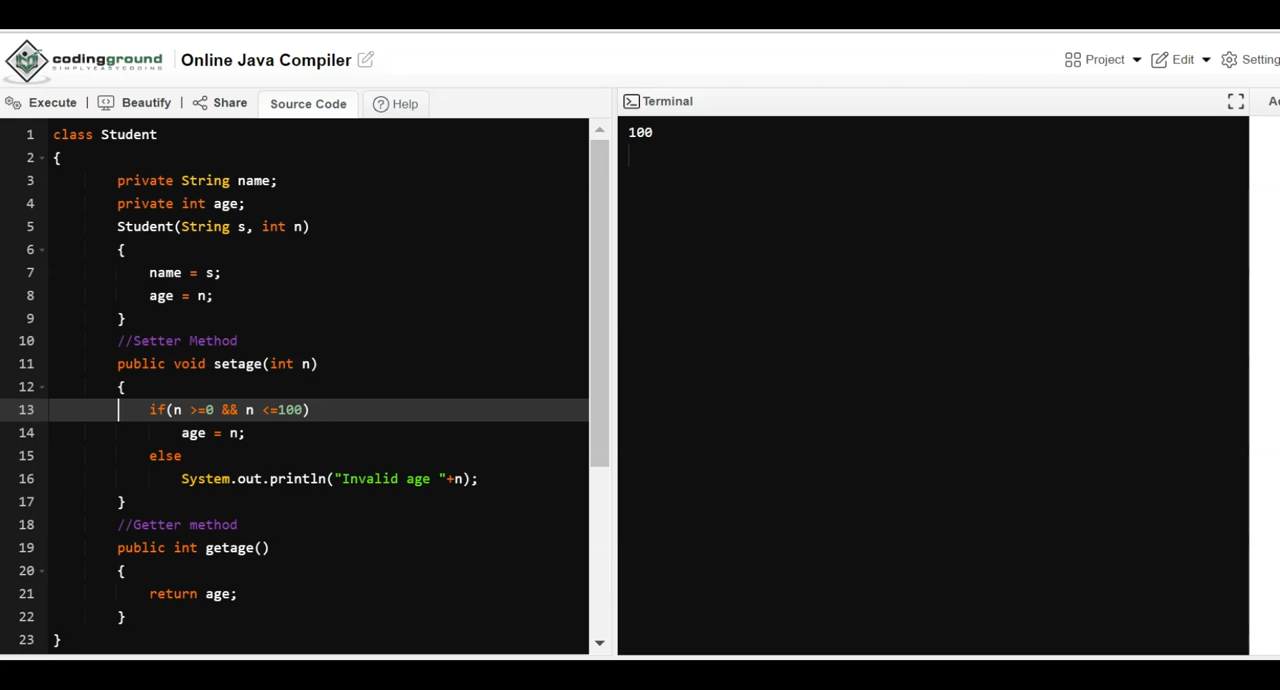 codingground
SIMPLYEASYCODING
Online Java Compiler
Project
Edit
Setting
Execute | Beautify | Share
Source Code
Help
Terminal
1 class Student
2 {
3 private String name;
4 private int age;
5 Student(String s, int n)
6 {
7 name = s;
8 age = n;
9 }
10 //Setter Method
11 public void setage(int n)
12 {
13 if(n >=0 && n <=100)
14 age = n;
15 else
16 System.out.println("Invalid age "+n);
17 }
18 //Getter method
19 public int getage()
20 {
21 return age;
22 }
23 }
100